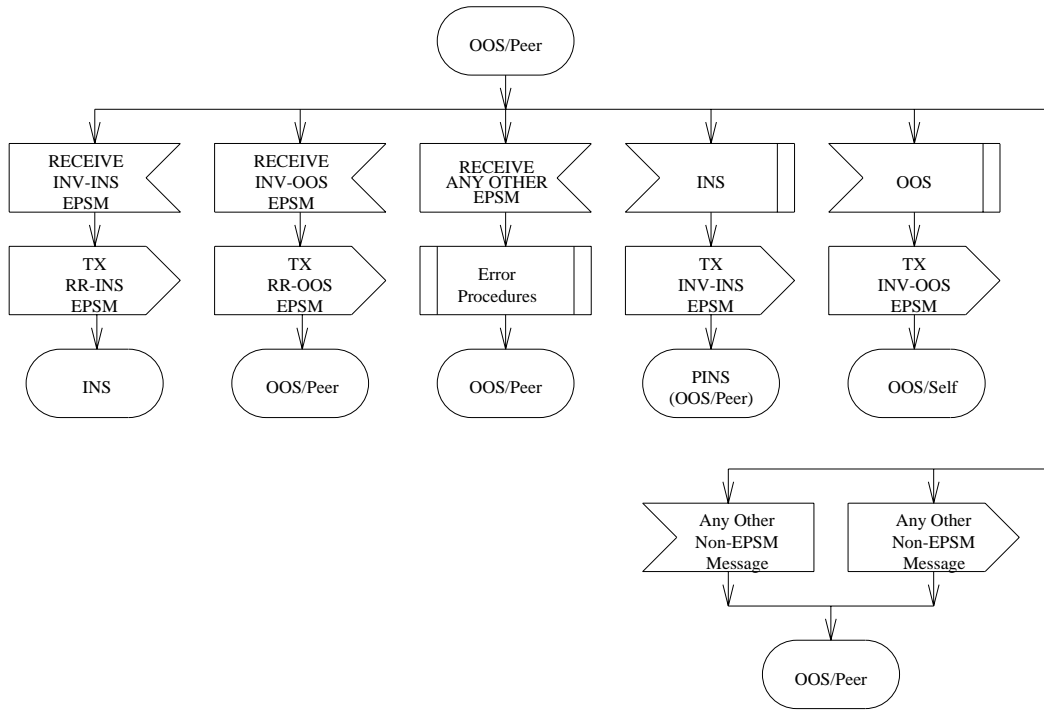 OOS/Peer
RECEIVE
INV-INS
EPSM
RECEIVE
INV-OOS
EPSM
RECEIVE
ANY OTHER
EPSM
INS
OOS
TX
RR-INS
EPSM
TX
RR-OOS
EPSM
Error
Procedures
TX
INV-INS
EPSM
TX
INV-OOS
EPSM
INS
OOS/Peer
OOS/Peer
PINS
(OOS/Peer)
OOS/Self
Any Other
Non-EPSM
Message
Any Other
Non-EPSM
Message
OOS/Peer